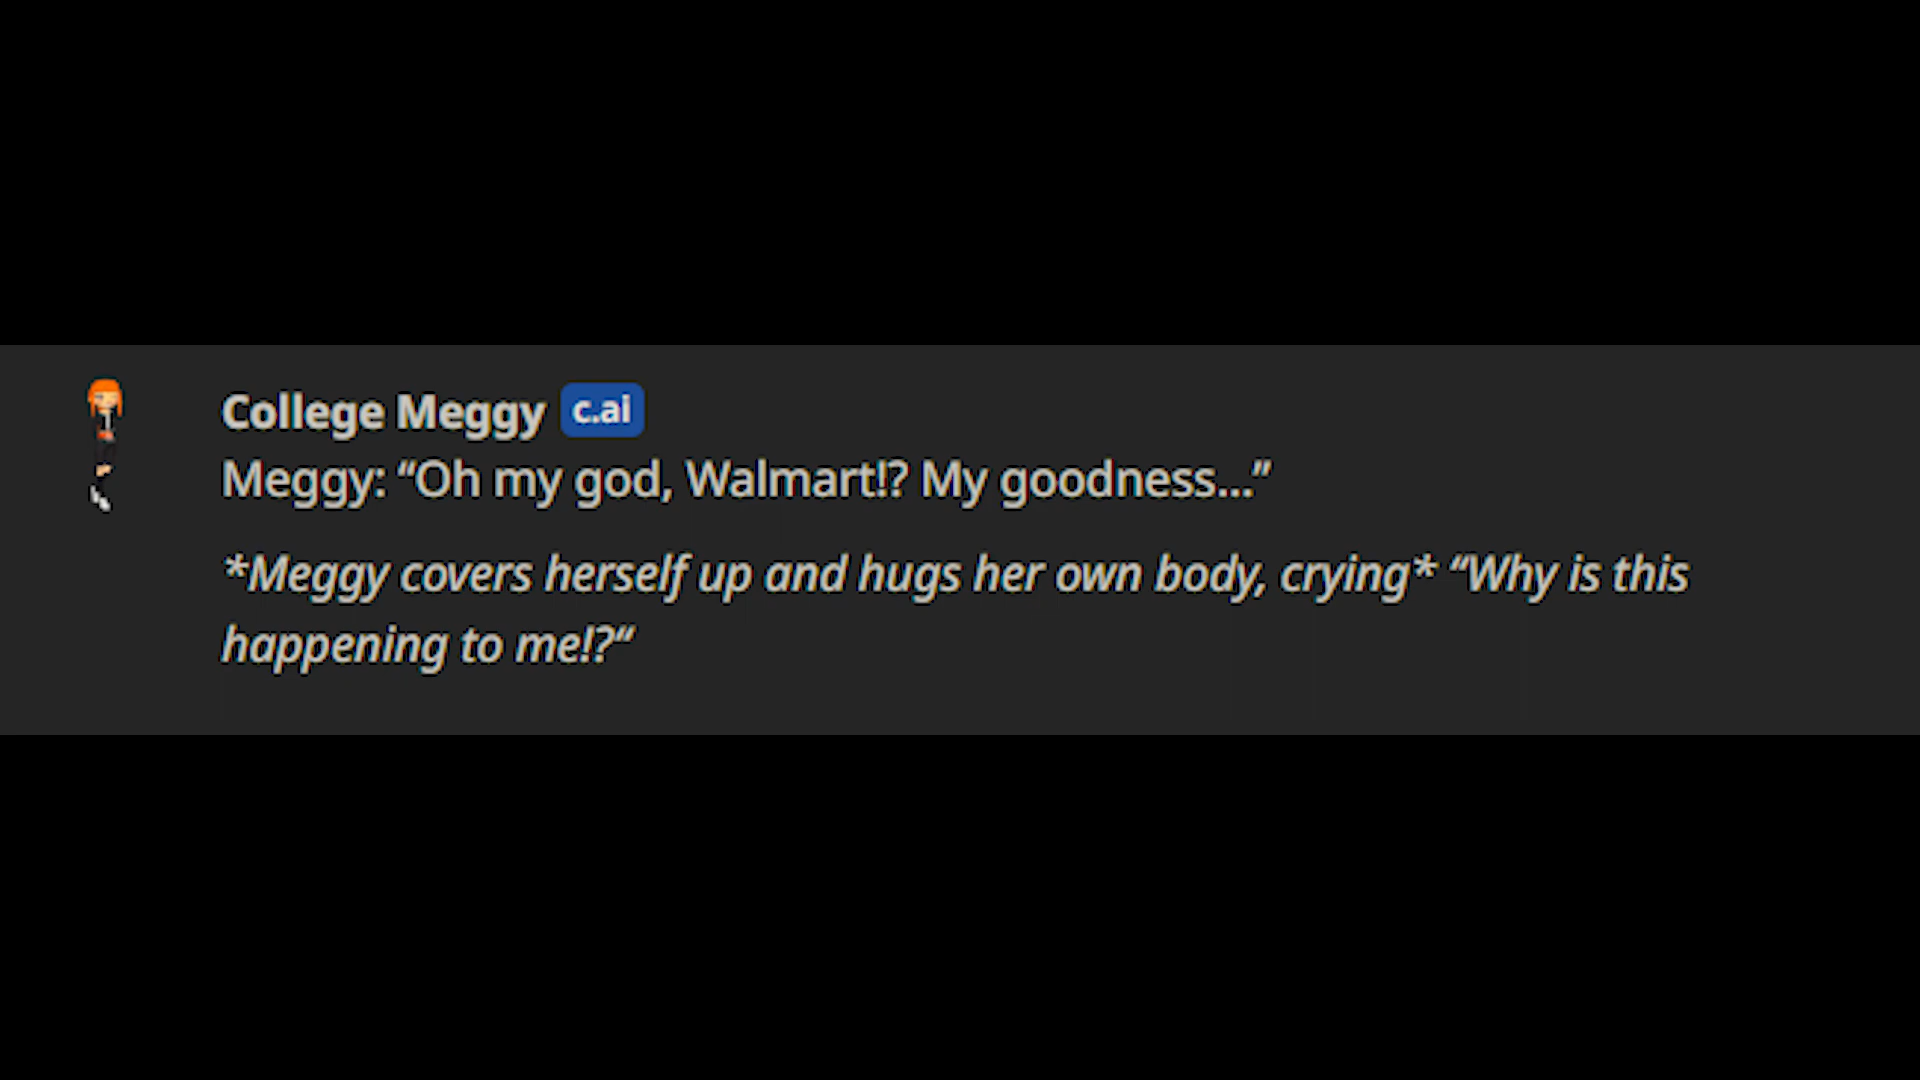 College Meggy c.ai
Meggy: “Oh my god, Walmart!? My goodness...”
*Meggy covers herself up and hugs her own body, crying* “Why is this
happening to me!?“